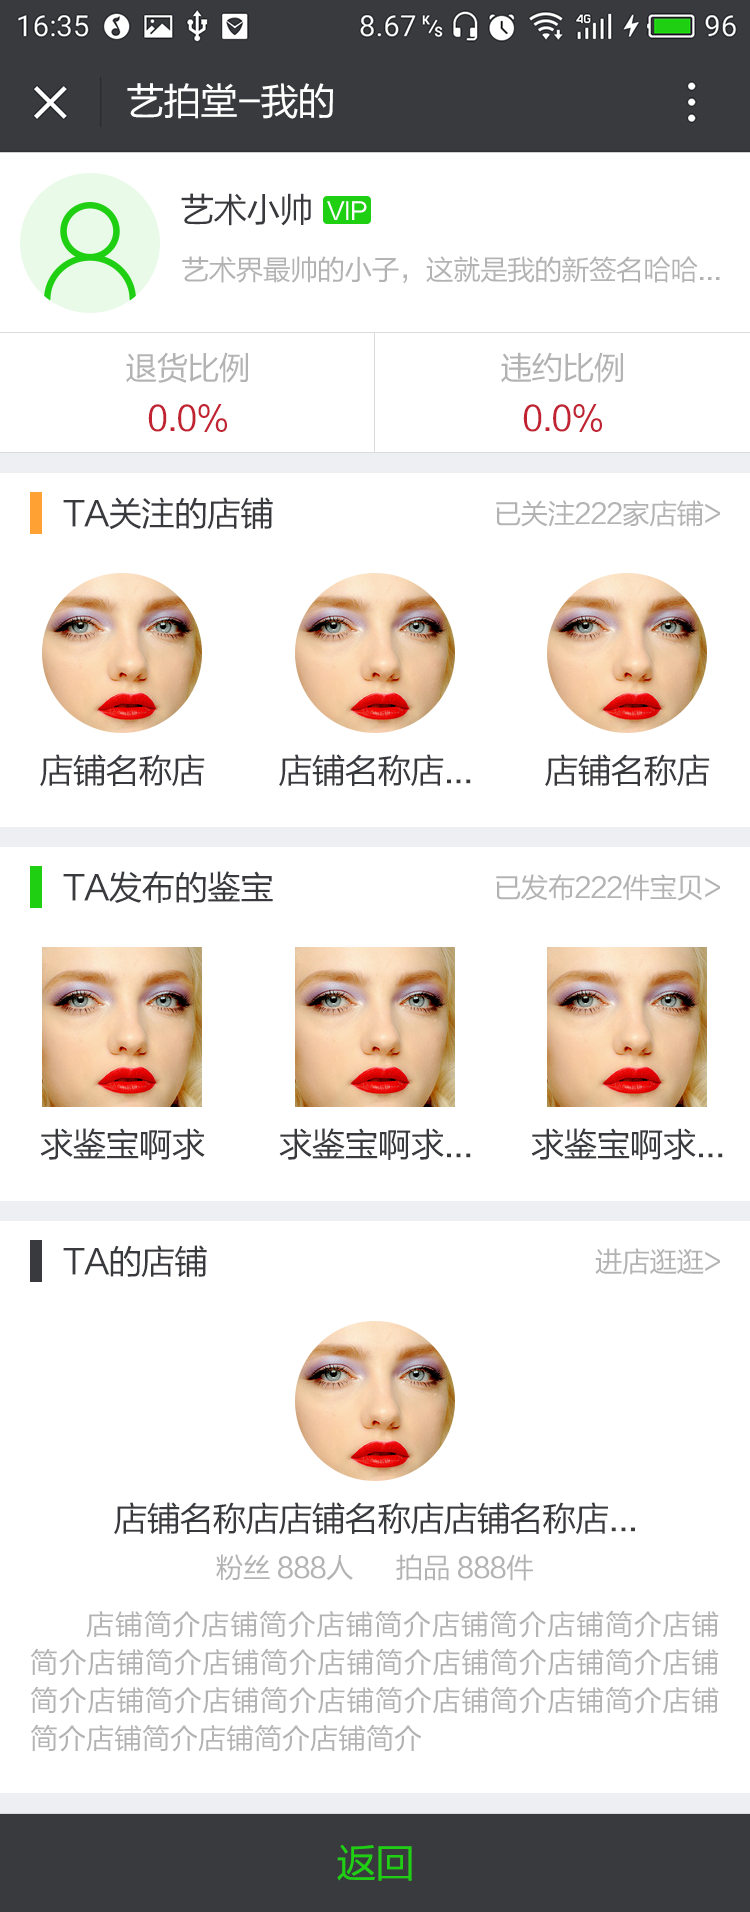 16:35 8.67 K/s 4G 96
艺拍堂-我的
艺术小帅 VIP
艺术界最帅的小子，这就是我的新签名哈哈...
退货比例 违约比例
0.0% 0.0%
TA关注的店铺 已关注222家店铺>
店铺名称店 店铺名称店... 店铺名称店
TA发布的鉴宝 已发布222件宝贝>
求鉴宝啊求 求鉴宝啊求... 求鉴宝啊求...
TA的店铺 进店逛逛>
店铺名称店店铺名称店店铺名称店...
粉丝 888人 拍品 888件
店铺简介店铺简介店铺简介店铺简介店铺简介店铺
简介店铺简介店铺简介店铺简介店铺简介店铺简介店铺
简介店铺简介店铺简介店铺简介店铺简介店铺简介店铺
简介店铺简介店铺简介店铺简介
返回